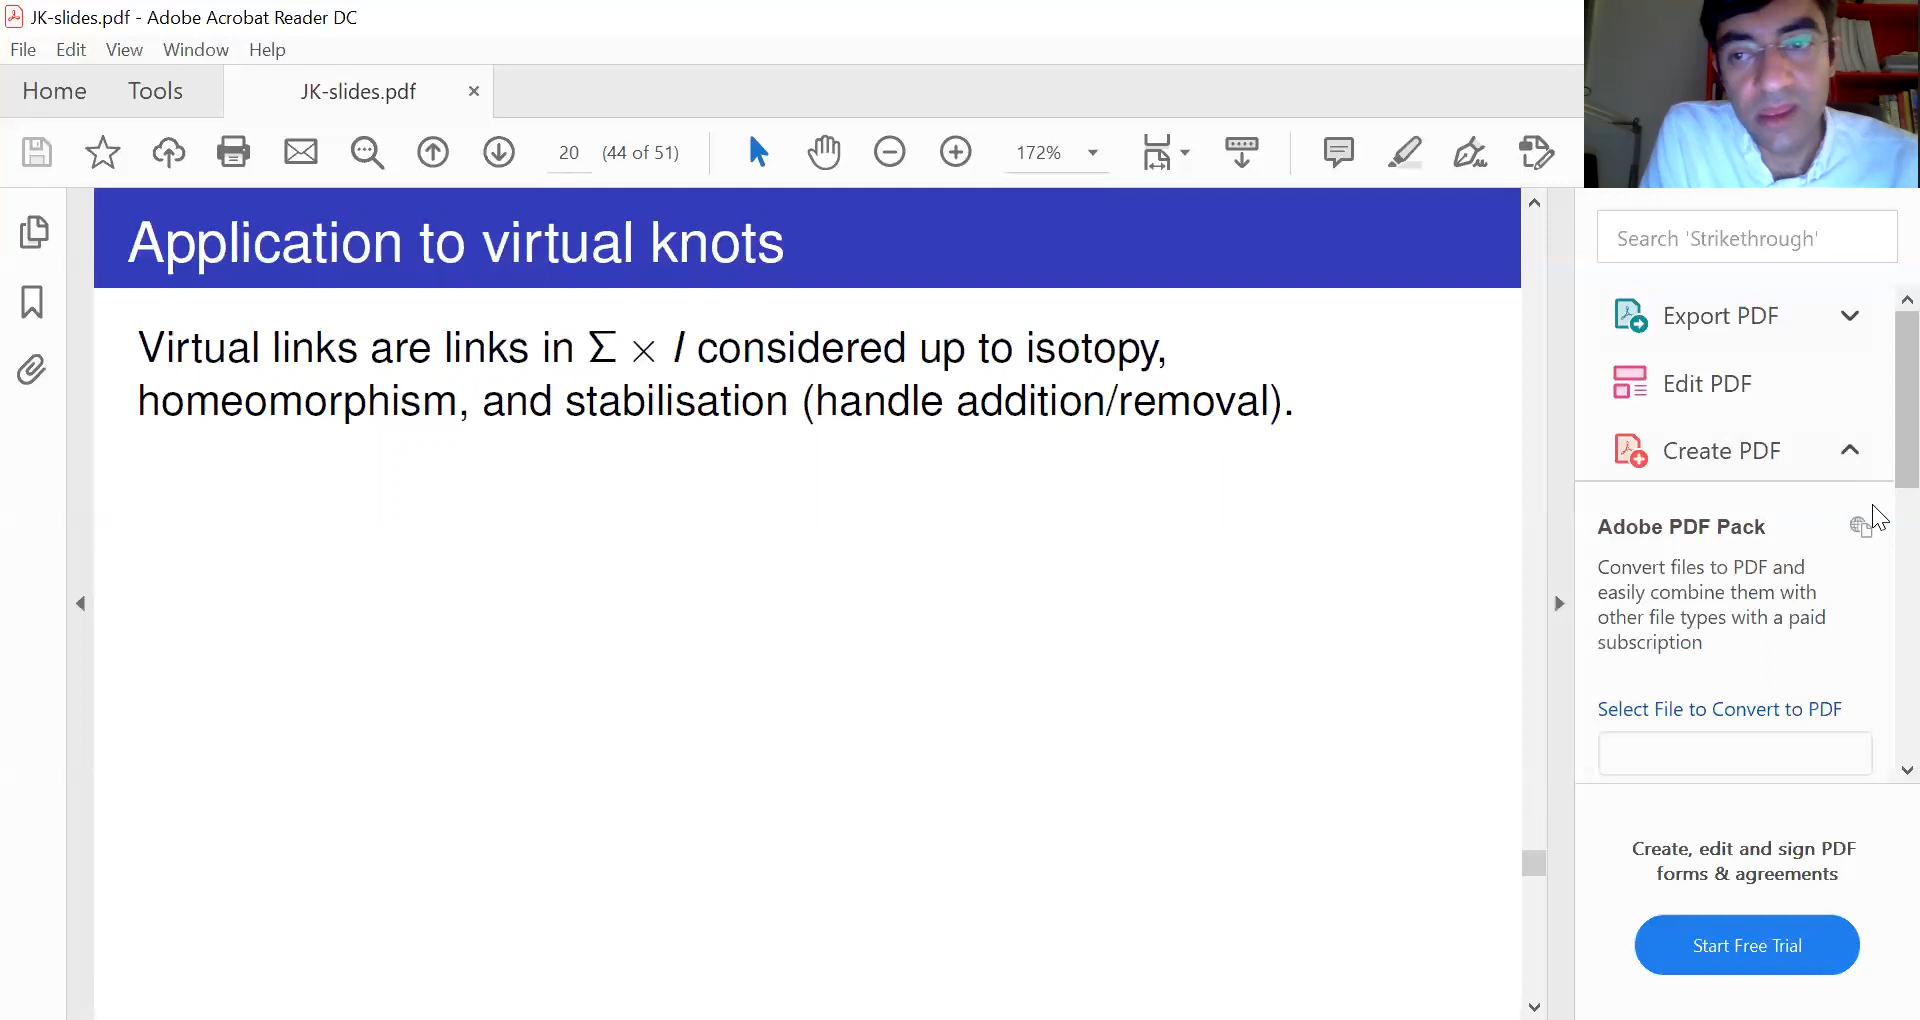 JK-slides.pdf - Adobe Acrobat Reader DC
File Edit View Window Help
Home Tools JK-slides.pdf ×
20 (44 of 51) 172%
Application to virtual knots
Virtual links are links in Σ × I considered up to isotopy,
homeomorphism, and stabilisation (handle addition/removal).
Search 'Strikethrough'
Export PDF
Edit PDF
Create PDF
Adobe PDF Pack
Convert files to PDF and
easily combine them with
other file types with a paid
subscription
Select File to Convert to PDF
Create, edit and sign PDF
forms & agreements
Start Free Trial